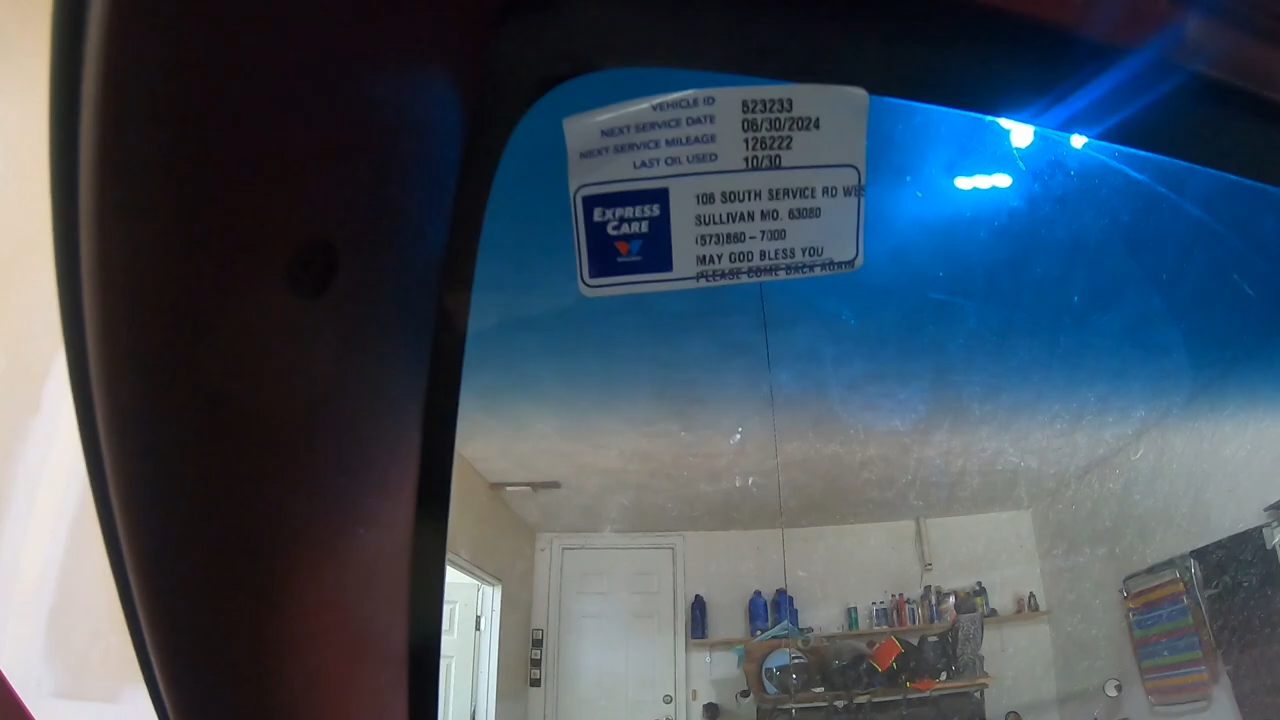 VEHICLE ID 523233
NEXT SERVICE DATE 06/30/2024
NEXT SERVICE MILEAGE 126222
LAST OIL USED 10/30
EXPRESS CARE
106 SOUTH SERVICE RD WES
SULLIVAN MO. 63080
(573)860-7000
MAY GOD BLESS YOU
PLEASE COME BACK AGAIN